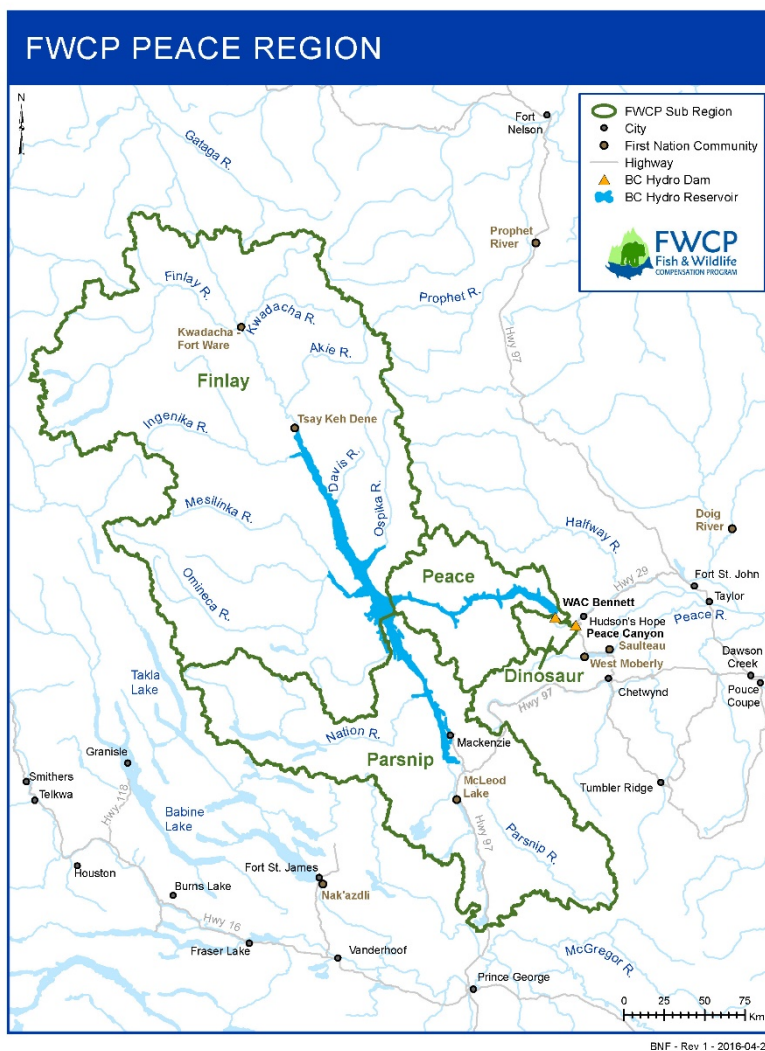 FWCP PEACE REGION
N
FWCP Sub Region
City
First Nation Community
Highway
BC Hydro Dam
BC Hydro Reservoir
FWCP
Fish & Wildlife
COMPENSATION PROGRAM
Fort
Nelson
Gataga R.
Prophet
River
Prophet R.
Hwy 97
Finlay R.
Kwadacha R.
Kwadacha -
Fort Ware
Akie R.
Finlay
Tsay Keh Dene
Ingenika R.
Davis R.
Ospika R.
Mesilinka R.
Omineca R.
Halfway R.
Doig
River
Peace
Hwy 29
Fort St. John
Taylor
WAC Bennett
Hudson's Hope
Peace R.
Peace Canyon
Saulteau
West Moberly
Dawson
Creek
Dinosaur
Chetwynd
Pouce
Coupe
Hwy 97
Takla
Lake
Nation R.
Mackenzie
Parsnip
Granisle
Smithers
Telkwa
Hwy 118
McLeod
Lake
Tumbler Ridge
Babine
Lake
Hwy 97
Parsnip R.
Houston
Fort St. James
Nak'azdli
Burns Lake
Hwy 16
Fraser Lake
Vanderhoof
McGregor R.
Prince George
0 25 50 75
Km
BNF - Rev 1 - 2016-04-2